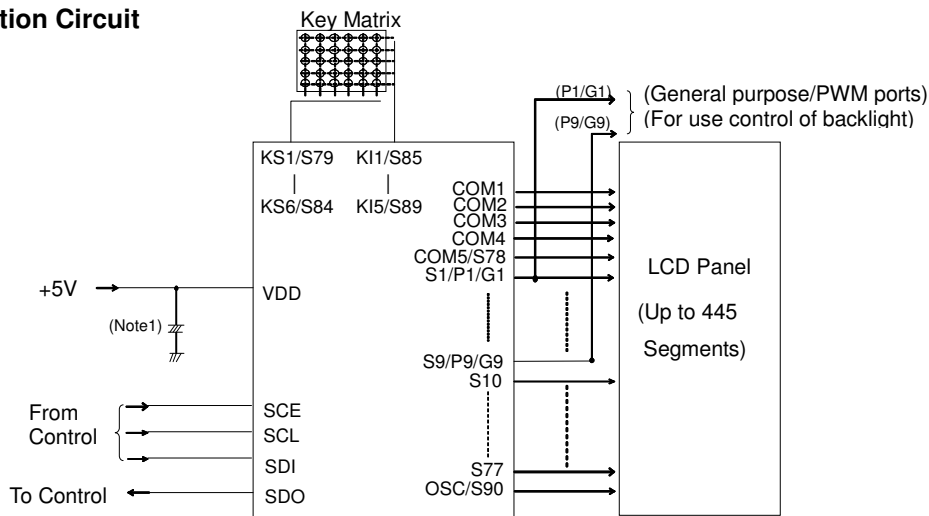 tion Circuit
Key Matrix
(P1/G1)
(General purpose/PWM ports)
(P9/G9)
(For use control of backlight)
KS1/S79 KI1/S85
KS6/S84 KI5/S89
COM1
COM2
COM3
COM4
COM5/S78
S1/P1/G1
LCD Panel
+5V
VDD
(Up to 445
(Note1)
Segments)
S9/P9/G9
S10
From
Control
SCE
SCL
SDI
S77
To Control
SDO
OSC/S90